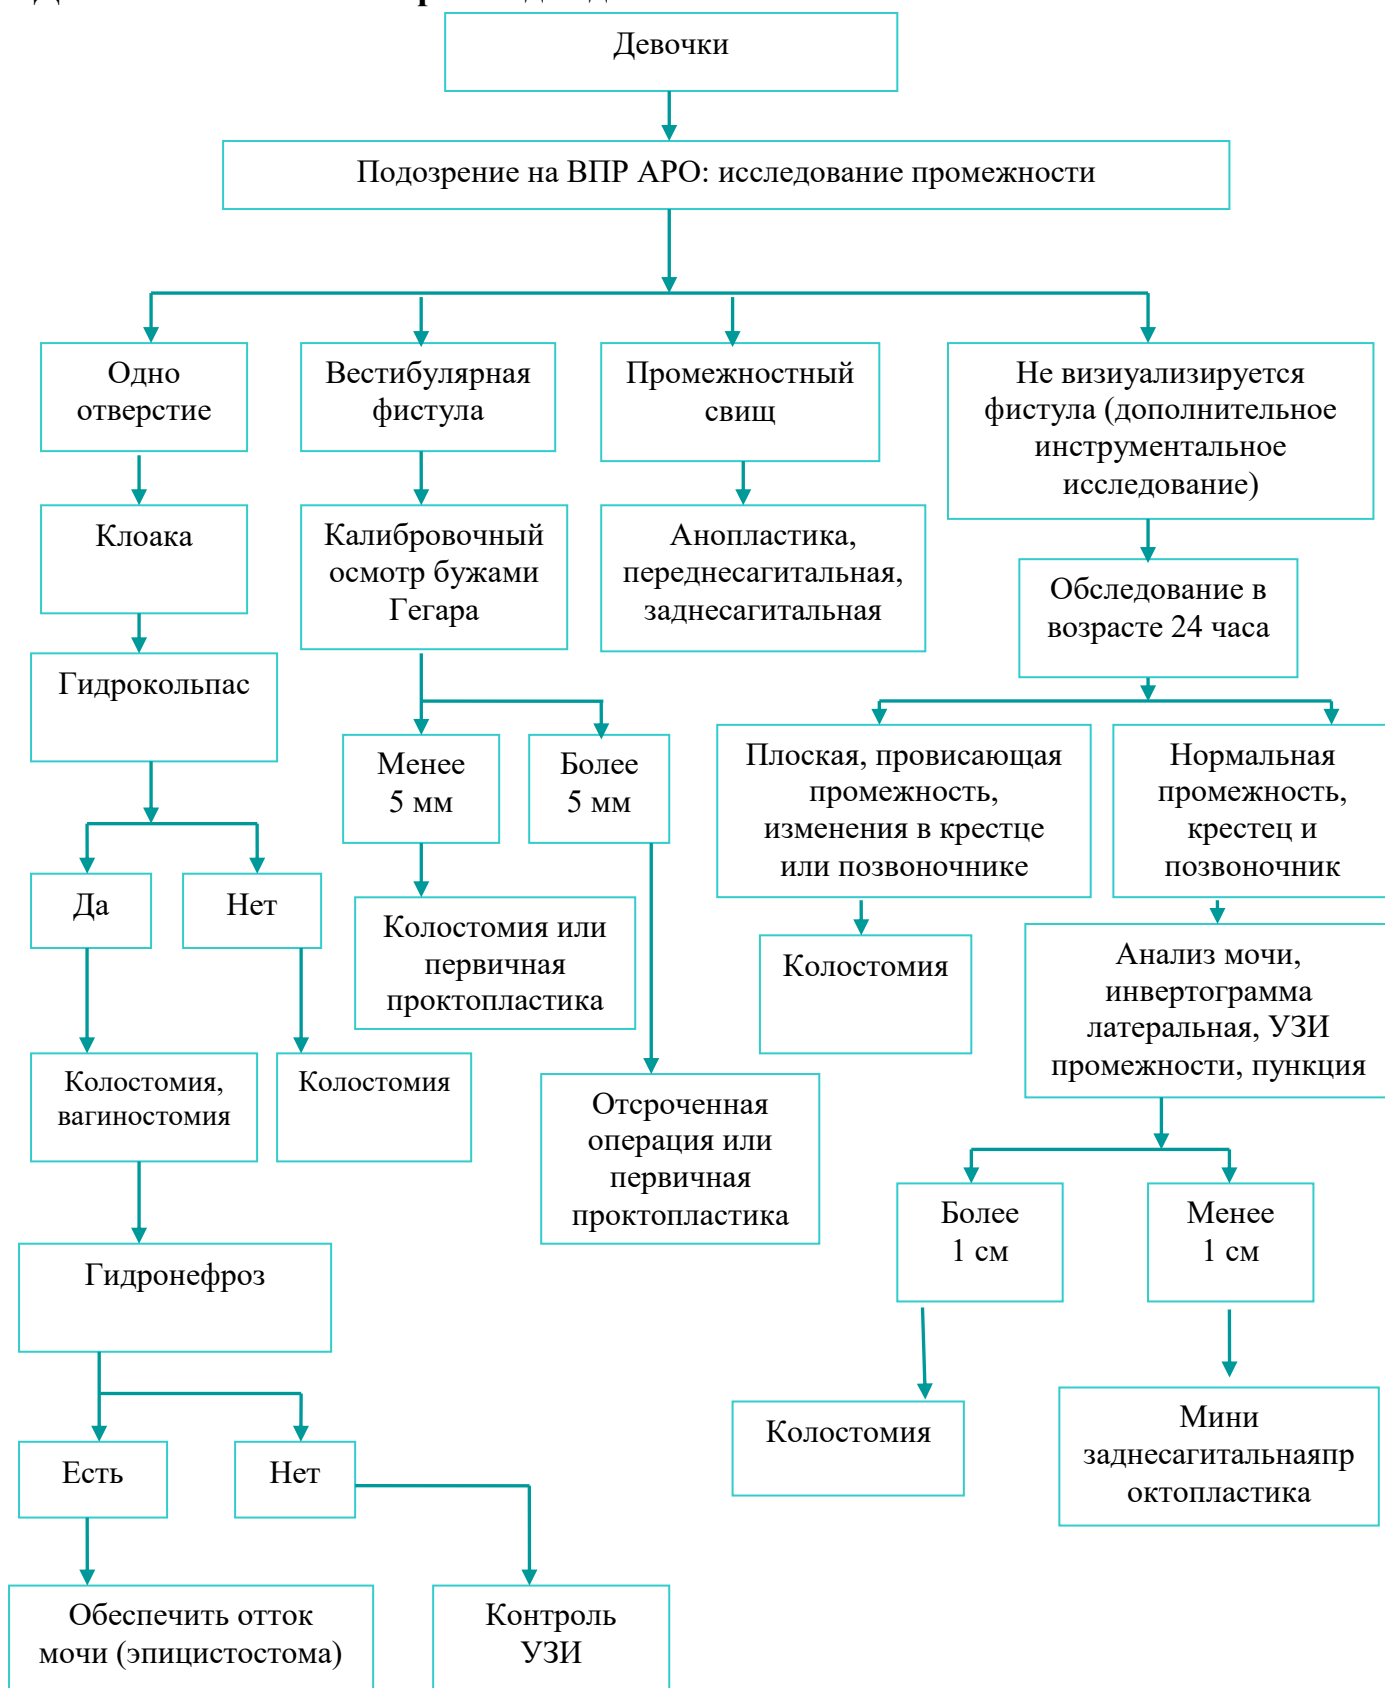 Девочки
Подозрение на ВПР АРО: исследование промежности
Одно
отверстие
Вестибулярная
фистула
Промежностный
свищ
Не визиуализируется
фистула (дополнительное
инструментальное
исследование)
Клоака
Калибровочный
осмотр бужами
Гегара
Анопластика,
переднесагитальная,
заднесагитальная
Обследование в
возрасте 24 часа
Гидрокольпас
Менее
5 мм
Более
5 мм
Плоская, провисающая
промежность,
изменения в крестце
или позвоночнике
Нормальная
промежность,
крестец и
позвоночник
Да
Нет
Колостомия или
первичная
проктопластика
Колостомия
Анализ мочи,
инвертограмма
латеральная, УЗИ
промежности, пункция
Колостомия,
вагиностомия
Колостомия
Отсроченная
операция или
первичная
проктопластика
Более
1 см
Менее
1 см
Гидронефроз
Колостомия
Мини
заднесагитальнаяпр
октопластика
Есть
Нет
Обеспечить отток
мочи (эпицистостома)
Контроль
УЗИ